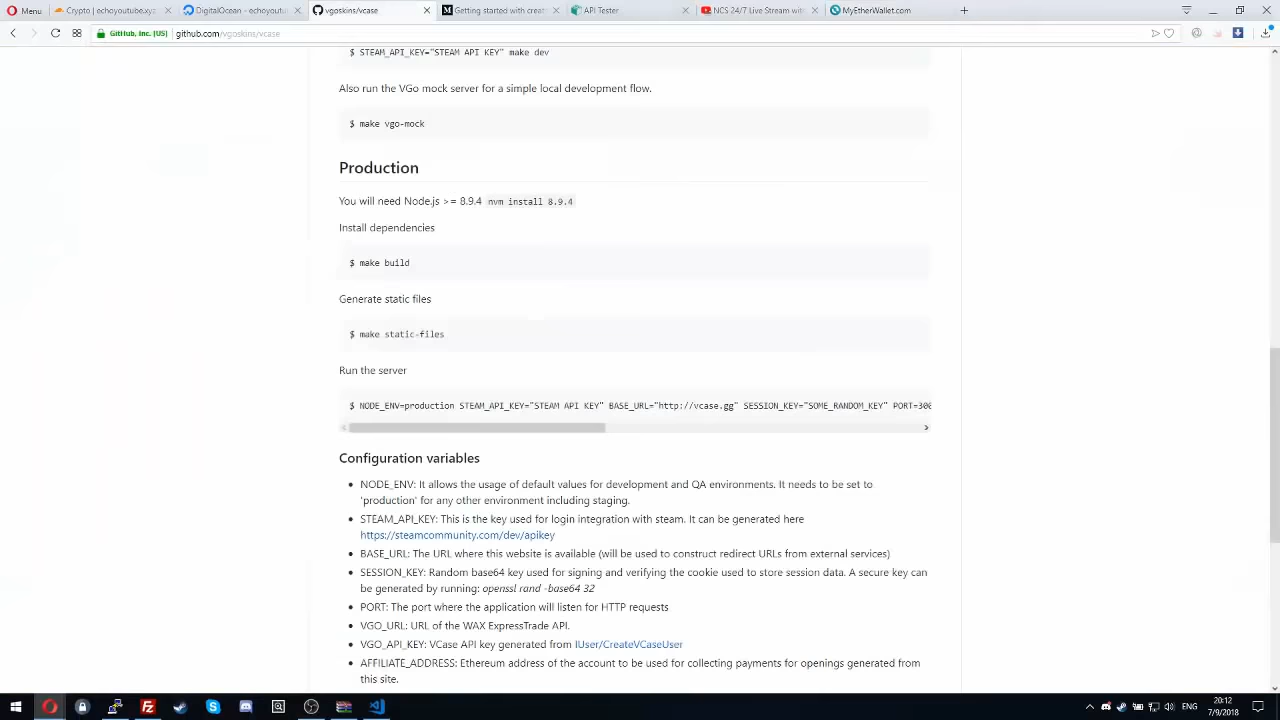 Menu
Crypto | echoyoutube.xys
DigitalOcean - echoyoutub
vgoskins/vcase
Getting started with create
API Tester
NCS 24/7 Live Stream with
MyEtherWallet.com
GitHub, Inc. [US]
github.com/vgoskins/vcase
$ STEAM_API_KEY="STEAM API KEY" make dev
Also run the VGo mock server for a simple local development flow.
$ make vgo-mock
Production
You will need Node.js >= 8.9.4 nvm install 8.9.4
Install dependencies
$ make build
Generate static files
$ make static-files
Run the server
$ NODE_ENV=production STEAM_API_KEY="STEAM API KEY" BASE_URL="http://vcase.gg" SESSION_KEY="SOME_RANDOM_KEY" PORT=300
Configuration variables
NODE_ENV: It allows the usage of default values for development and QA environments. It needs to be set to
'production' for any other environment including staging.
STEAM_API_KEY: This is the key used for login integration with steam. It can be generated here
https://steamcommunity.com/dev/apikey
BASE_URL: The URL where this website is available (will be used to construct redirect URLs from external services)
SESSION_KEY: Random base64 key used for signing and verifying the cookie used to store session data. A secure key can
be generated by running: openssl rand -base64 32
PORT: The port where the application will listen for HTTP requests
VGO_URL: URL of the WAX ExpressTrade API.
VGO_API_KEY: VCase API key generated from IUser/CreateVCaseUser
AFFILIATE_ADDRESS: Ethereum address of the account to be used for collecting payments for openings generated from
this site.
ENG
20:12
7/9/2018